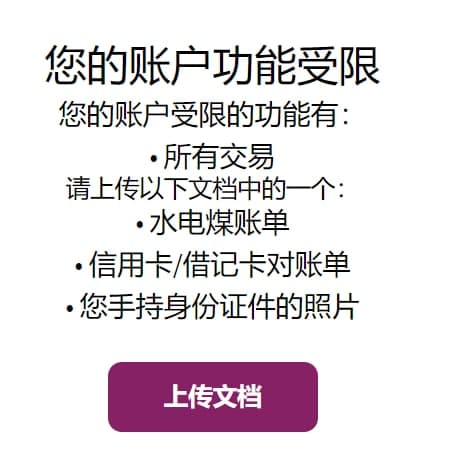 您的账户功能受限
您的账户受限的功能有：
• 所有交易
请上传以下文档中的一个：
• 水电煤账单
• 信用卡/借记卡对账单
• 您手持身份证件的照片
上传文档